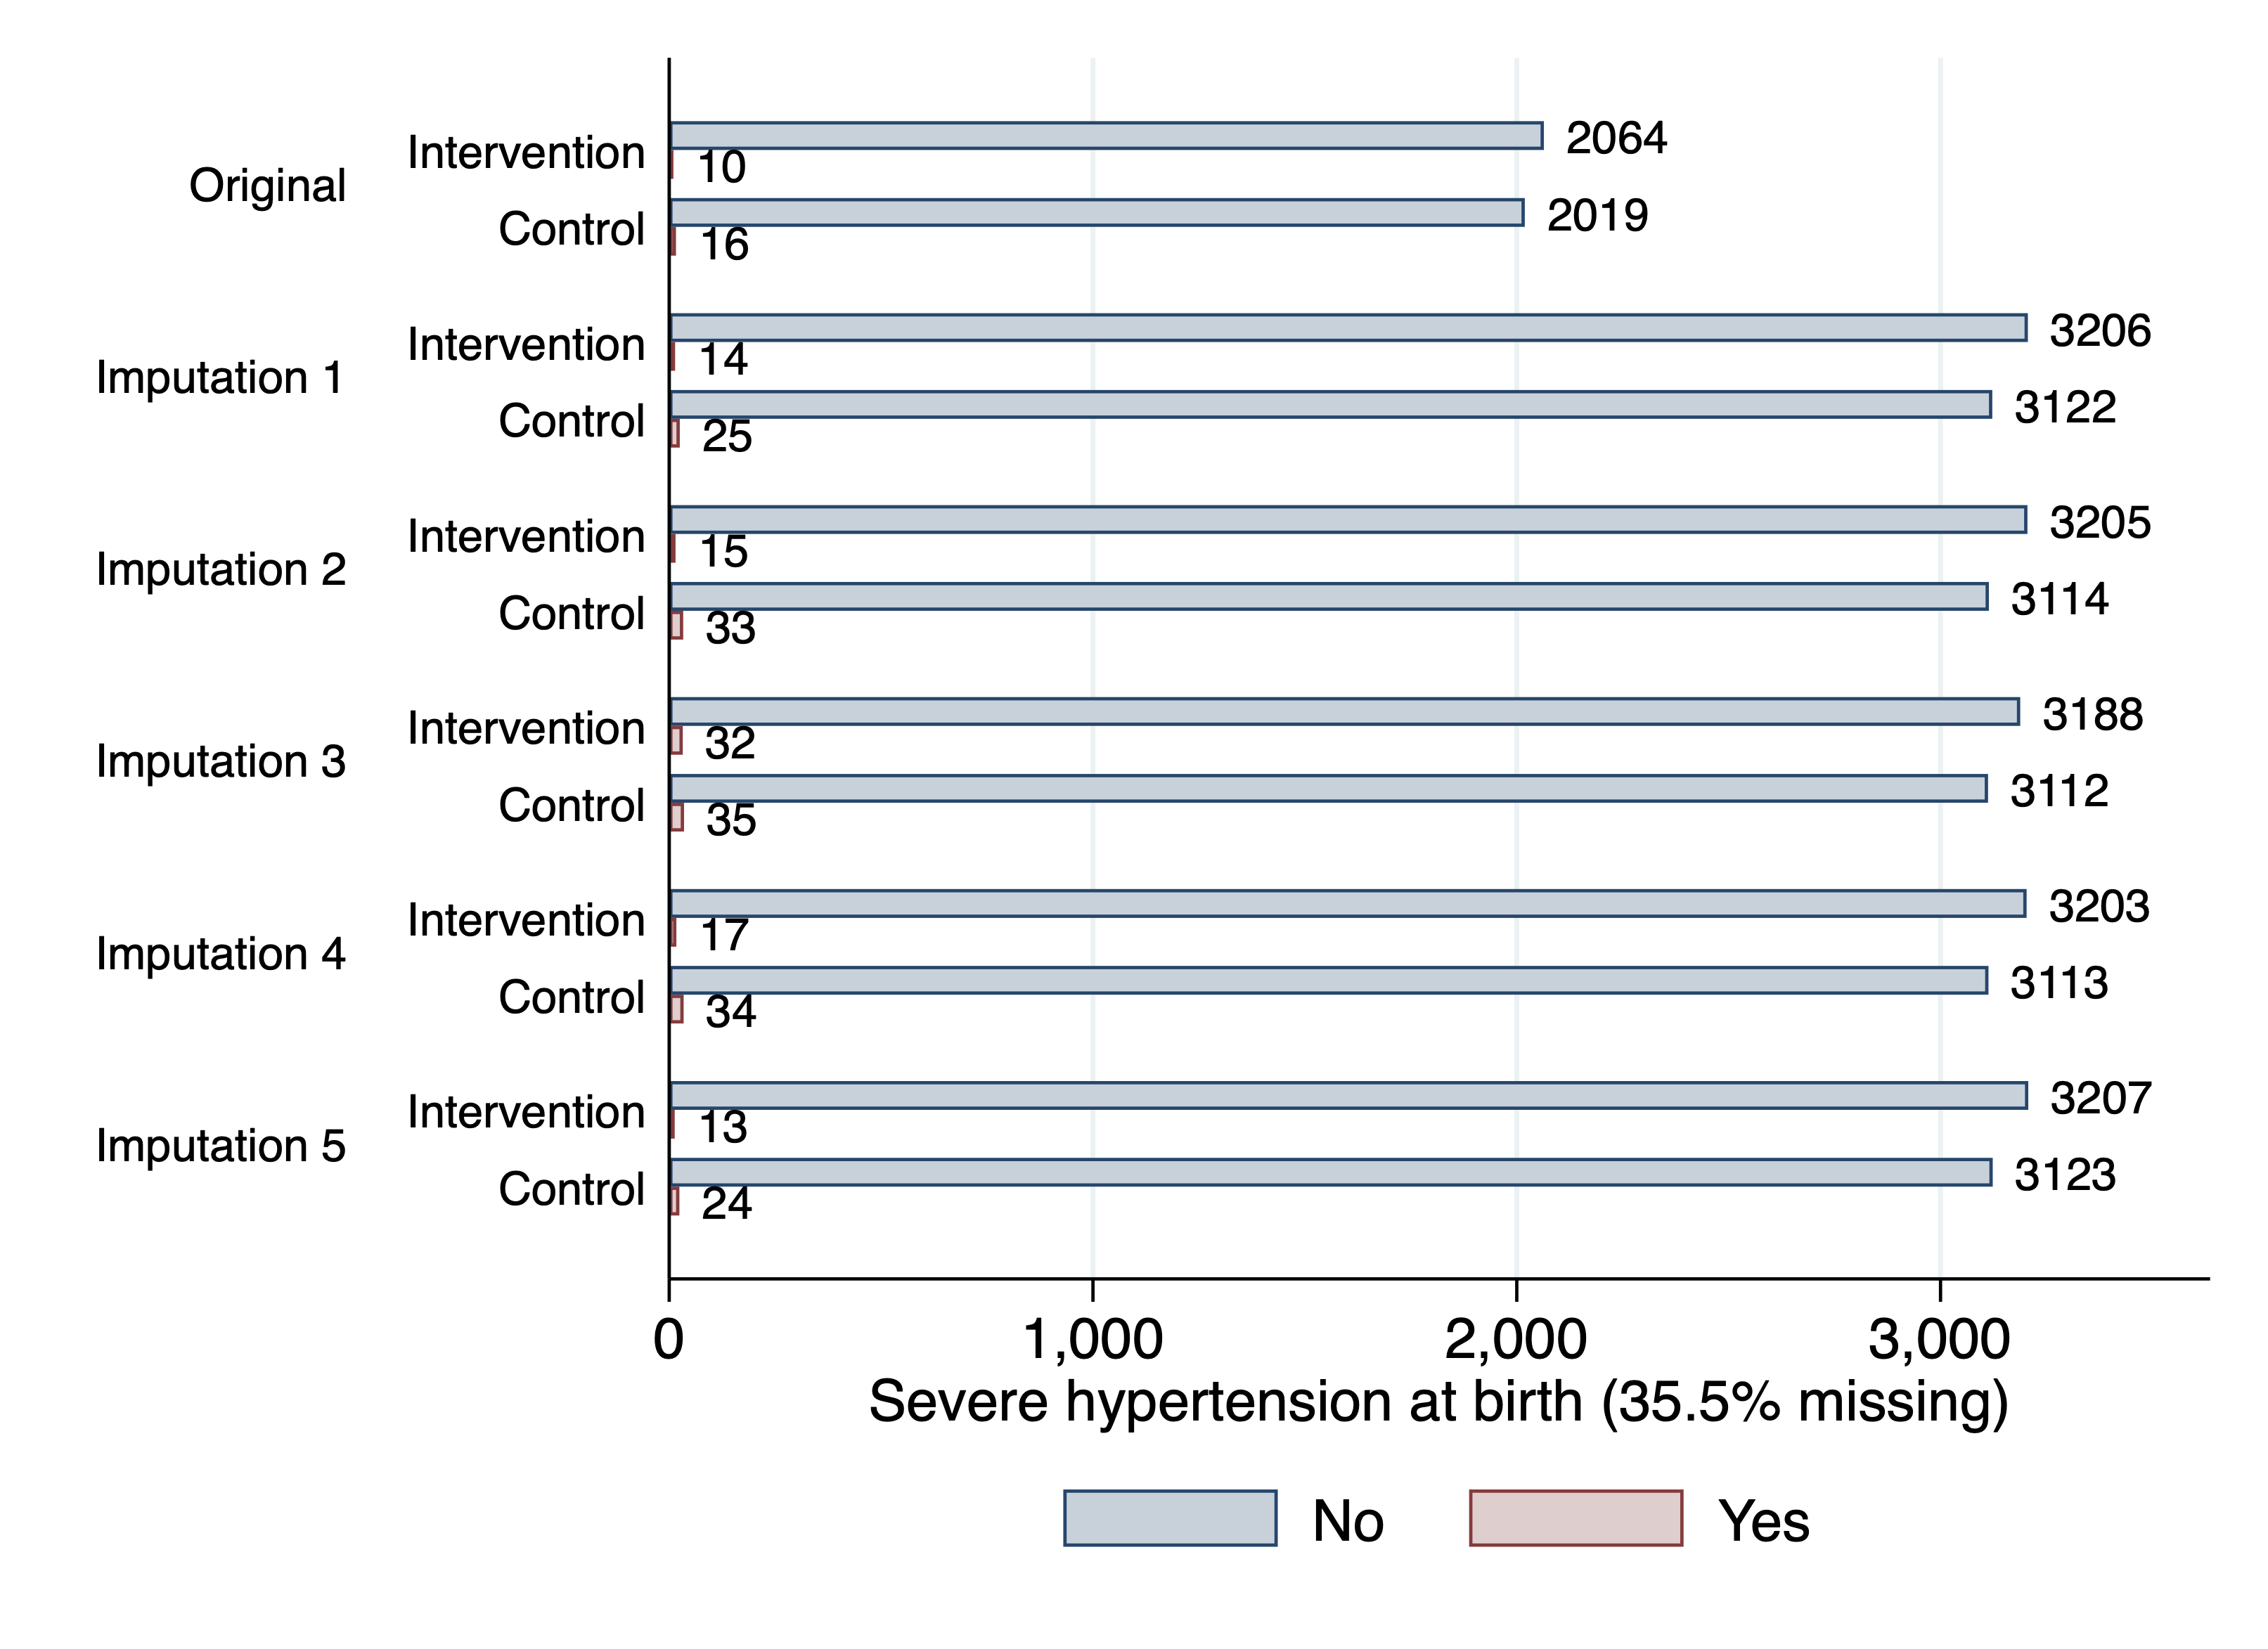 Original
Intervention
2064
10
Control
2019
16
Imputation 1
Intervention
3206
14
Control
3122
25
Imputation 2
Intervention
3205
15
Control
3114
33
Imputation 3
Intervention
3188
32
Control
3112
35
Imputation 4
Intervention
3203
17
Control
3113
34
Imputation 5
Intervention
3207
13
Control
3123
24
0 1,000 2,000 3,000
Severe hypertension at birth (35.5% missing)
No Yes